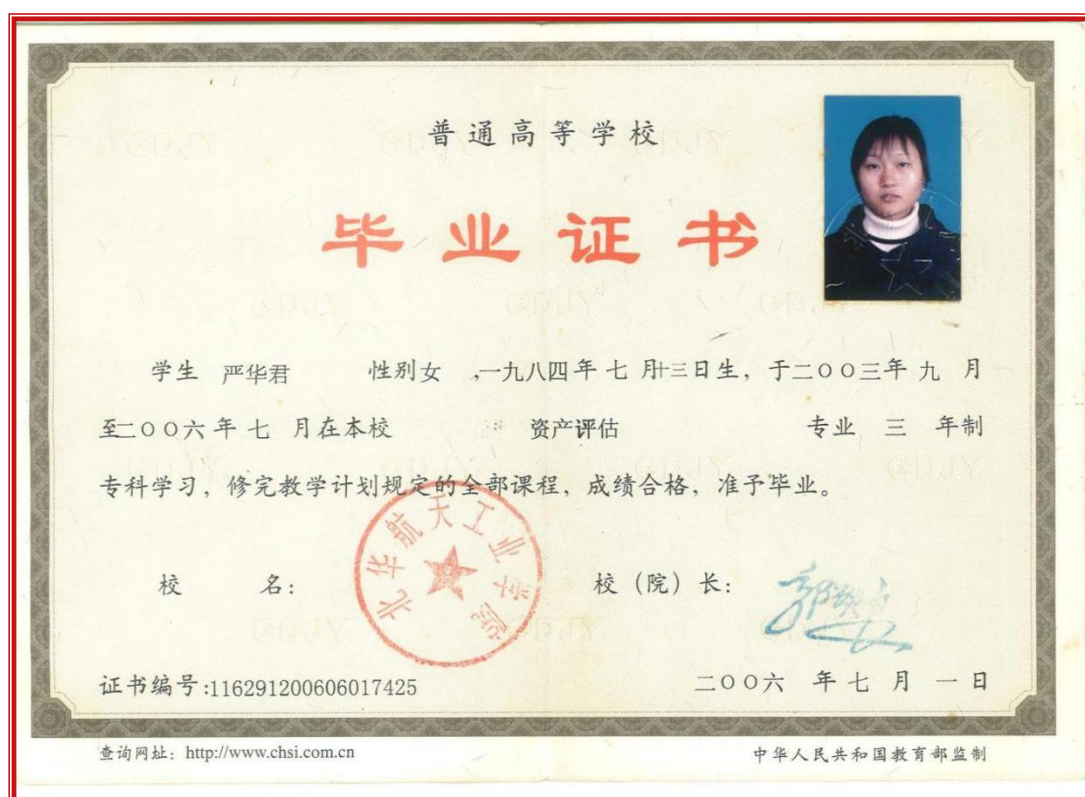 普通高等学校
毕业证书
学生 严华君 性别女 ,一九八四年七月十三日生，于二〇〇三年九月
至二〇〇六年七月在本校 资产评估 专业 三 年制
专科学习，修完教学计划规定的全部课程，成绩合格，准予毕业。
北华航天工业学院
校 名： 校（院）长：
证书编号:116291200606017425 二〇〇六 年七月一日
查询网址：http://www.chsi.com.cn 中华人民共和国教育部监制